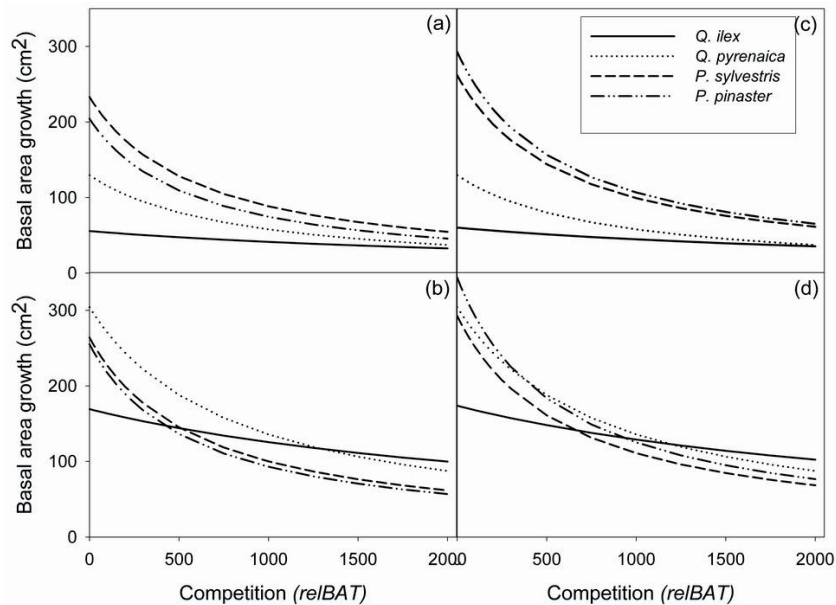 (a)
(c)
Q. ilex
Q. pyrenaica
P. sylvestris
P. pinaster
Basal area growth (cm2)
300
200
100
0
(b)
(d)
Basal area growth (cm2)
300
200
100
0
0 500 1000 1500 2000
0 500 1000 1500 2000
Competition (relBAT)
Competition (relBAT)